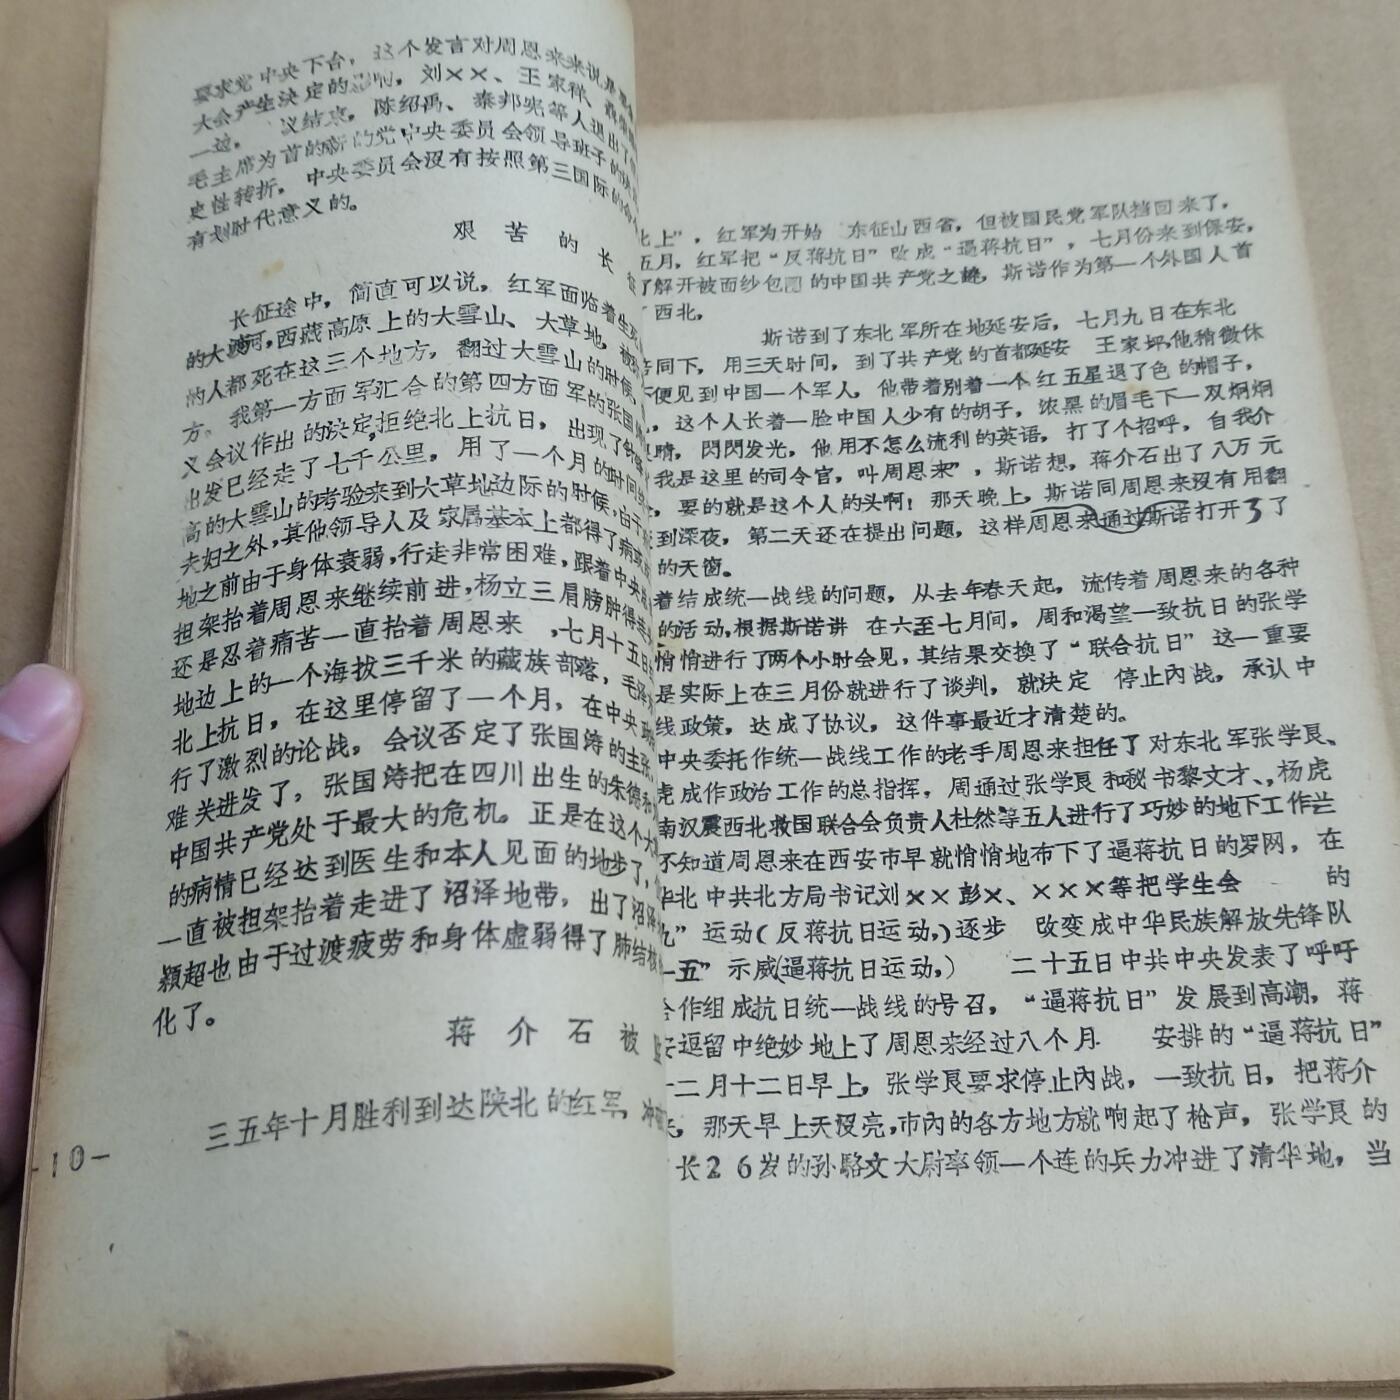 要求党中央下台，这个发言对周恩来来说是
大会产生决定的影响，刘××、王家祥、
议结束，陈绍禹、秦邦宪等人退出了
毛主席为首的新的党中央委员会领导班子的
史性转折，中央委员会沒有按照第三国际的
有划时代意义的。
艰苦的长
长征途中，简直可以说，红军面临着生死
的大渡河，西藏高原上的大雪山、大草地，被
的人都死在这三个地方，翻过大雪山的时候，
方。我第一方面军汇合的第四方面军的张国
义会议作出的决定，拒绝北上抗日，出现了
出发已经走了七千公里，用了一个月的时间
高的大雪山的考验来到大草地边际的时候，由于
夫妇之外，其他领导人及家属基本上都得了病或
地之前由于身体衰弱，行走非常困难，跟着中央
担架抬着周恩来继续前进，杨立三肩膀肿得
还是忍着痛苦一直抬着周恩来，七月十五日
地边上的一个海拔三千米的藏族部落，毛泽
北上抗日，在这里停留了一个月，在中央政
行了激烈的论战，会议否定了张国涛的主张，
难关进发了，张国涛把在四川出生的朱德和
中国共产党处于最大的危机。正是在这个大
的病情已经达到医生和本人见面的地步了，
一直被担架抬着走进了沼泽地带，出了沼泽
颖超也由于过渡疲劳和身体虚弱得了肺结核
化了。
蒋介石被
三五年十月胜利到达陕北的红军，冲
-10-
北上”，红军为开始 东征山西省，但被国民党军队挡回来了，
五月，红军把“反蒋抗日”改成“逼蒋抗日”，七月份来到保安，
了解开被面纱包 的中国共产党之谜，斯诺作为第一个外国人首
西北，
斯诺到了东北军所在地延安后，七月九日在东北
同下，用三天时间，到了共产党的首都延安 王家坪，他稍微休
便见到中国一个军人，他带着别着一个红五星退了色的帽子，
，这个人长着一脸中国人少有的胡子，浓黑的眉毛下一双炯炯
睛，閃閃发光，他用不怎么流利的英语，打了个招呼，自我介
我是这里的司令官，叫周恩来”，斯诺想，蒋介石出了八万元
，要的就是这个人的头啊！那天晚上，斯诺同周恩来沒有用翻
到深夜，第二天还在提出问题，这样周恩来通过斯诺打开了了
的天窗。
着结成统一战线的问题，从去年春天起，流传着周恩来的各种
的活动，根据斯诺讲 在六至七月间，周和渴望一致抗日的张学
悄悄进行了两个小时会见，其结果交换了“联合抗日”这一重要
是实际上在三月份就进行了谈判，就决定 停止內战，承认中
线政策，达成了协议，这件事最近才清楚的。
中央委托作统一战线工作的老手周恩来担任了对东北军张学良、
虎成作政治工作的总指挥，周通过张学良和秘书黎文才、，杨虎
南汉宸西北救国联合会负责人杜然等五人进行了巧妙的地下工作
不知道周恩来在西安市早就悄悄地布下了逼蒋抗日的罗网，在
华北中共北方局书记刘××彭×、×××等把学生会 的
九”运动（反蒋抗日运动，）逐步 改变成中华民族解放先锋队
一五”示威（逼蒋抗日运动，） 二十五日中共中央发表了呼吁
合作组成抗日统一战线的号召，“逼蒋抗日”发展到高潮，蒋
安逗留中绝妙地上了周恩来经过八个月 安排的“逼蒋抗日”
十二月十二日早上，张学良要求停止內战，一致抗日，把蒋介
，那天早上天沒亮，市內的各方地方就响起了枪声，张学良的
长26岁的孙駱文大尉率领一个连的兵力冲进了清华地，当